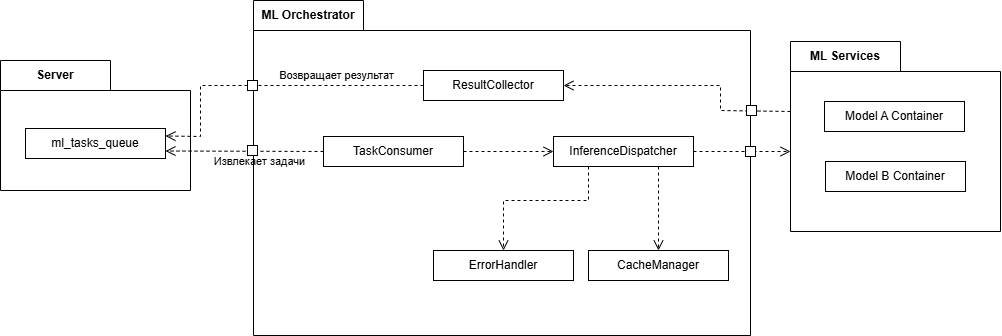 ML Orchestrator
Server
ml_tasks_queue
Возвращает результат
ResultCollector
Извлекает задачи
TaskConsumer
InferenceDispatcher
ErrorHandler
CacheManager
ML Services
Model A Container
Model B Container